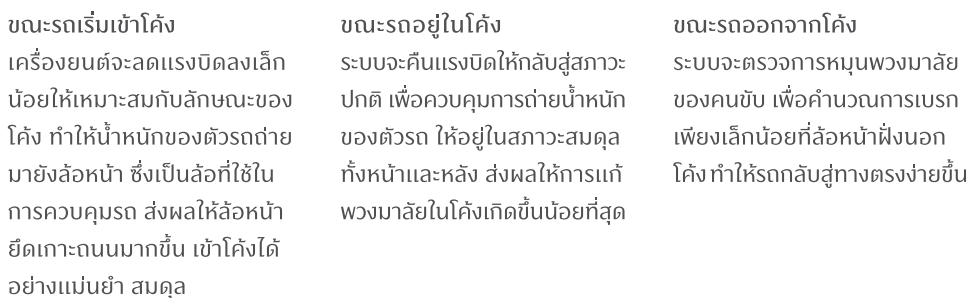 ขณะรถเริ่มเข้าโค้ง
เครื่องยนต์จะลดแรงบิดลงเล็ก
น้อยให้เหมาะสมกับลักษณะของ
โค้ง ทำให้น้ำหนักของตัวรถถ่าย
มายังล้อหน้า ซึ่งเป็นล้อที่ใช้ใน
การควบคุมรถ ส่งผลให้ล้อหน้า
ยึดเกาะถนนมากขึ้น เข้าโค้งได้
อย่างแม่นยำ สมดุล
ขณะรถอยู่ในโค้ง
ระบบจะคืนแรงบิดให้กลับสู่สภาวะ
ปกติ เพื่อควบคุมการถ่ายน้ำหนัก
ของตัวรถ ให้อยู่ในสภาวะสมดุล
ทั้งหน้าและหลัง ส่งผลให้การแก้
พวงมาลัยในโค้งเกิดขึ้นน้อยที่สุด
ขณะรถออกจากโค้ง
ระบบจะตรวจการหมุนพวงมาลัย
ของคนขับ เพื่อคำนวณการเบรก
เพียงเล็กน้อยที่ล้อหน้าฝั่งนอก
โค้ง ทำให้รถกลับสู่ทางตรงง่ายขึ้น